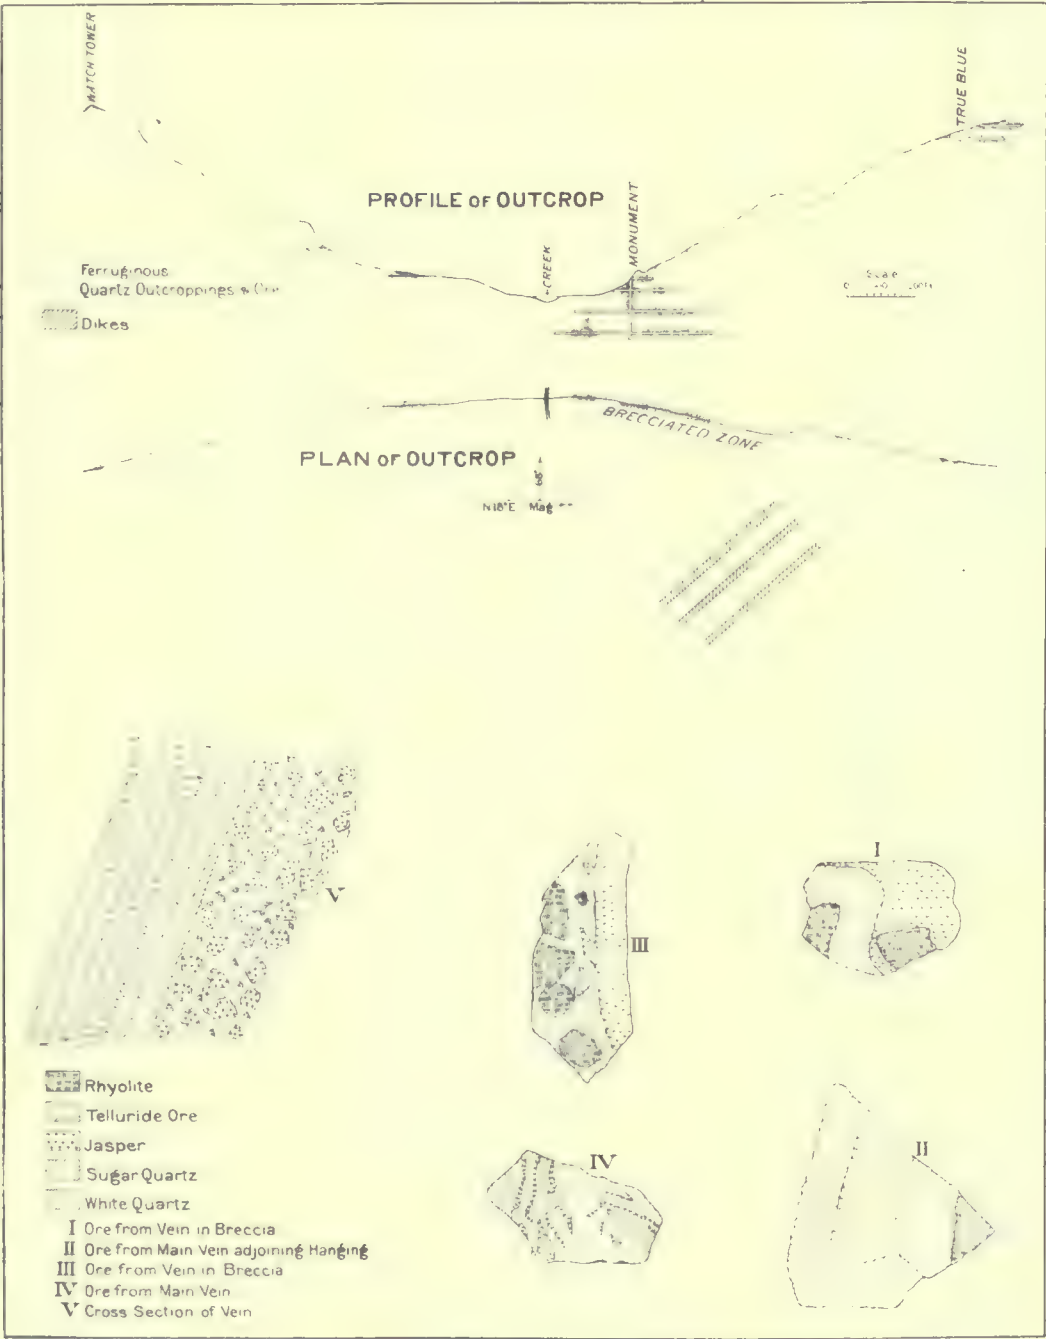 WATCH TOWER
TRUE BLUE
PROFILE OF OUTCROP
MONUMENT
CREEK
Ferruginous
Quartz Outcroppings &
Dikes
Scale
0
BRECCIATED ZONE
PLAN OF OUTCROP
68°
N18°E Mag
V
III
I
IV
II
Rhyolite
Telluride Ore
Jasper
Sugar Quartz
White Quartz
I Ore from Vein in Breccia
II Ore from Main Vein adjoining Hanging
III Ore from Vein in Breccia
IV Ore from Main Vein
V Cross Section of Vein